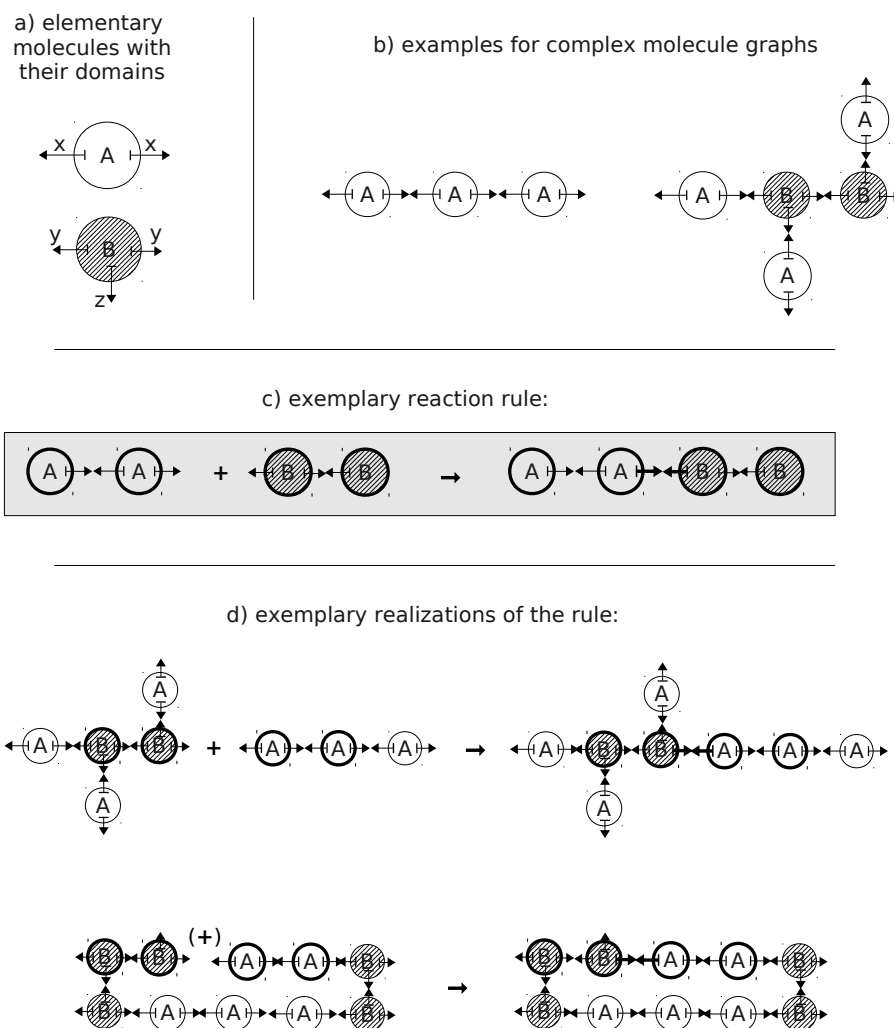 a) elementary
molecules with
their domains
b) examples for complex molecule graphs
A
x A x
A A A
A B B
y B y
z
A
c) exemplary reaction rule:
A A + B B → A A B B
d) exemplary realizations of the rule:
A A
A B B + A A A → A B B A A A
A A
(+)
B B A A B → B B A A B
B A A A B B A A A B